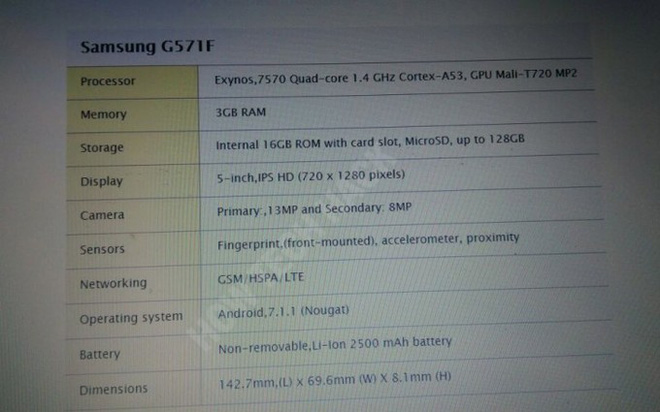 Samsung G571F
Processor Exynos,7570 Quad-core 1.4 GHz Cortex-A53, GPU Mali-T720 MP2
Memory 3GB RAM
Storage Internal 16GB ROM with card slot, MicroSD, up to 128GB
Display 5-inch,IPS HD (720 x 1280 pixels)
Camera Primary:,13MP and Secondary: 8MP
Sensors Fingerprint,(front-mounted), accelerometer, proximity
Networking GSM/HSPA/LTE
Operating system Android,7.1.1 (Nougat)
Battery Non-removable,Li-Ion 2500 mAh battery
Dimensions 142.7mm,(L) X 69.6mm (W) X 8.1mm (H)